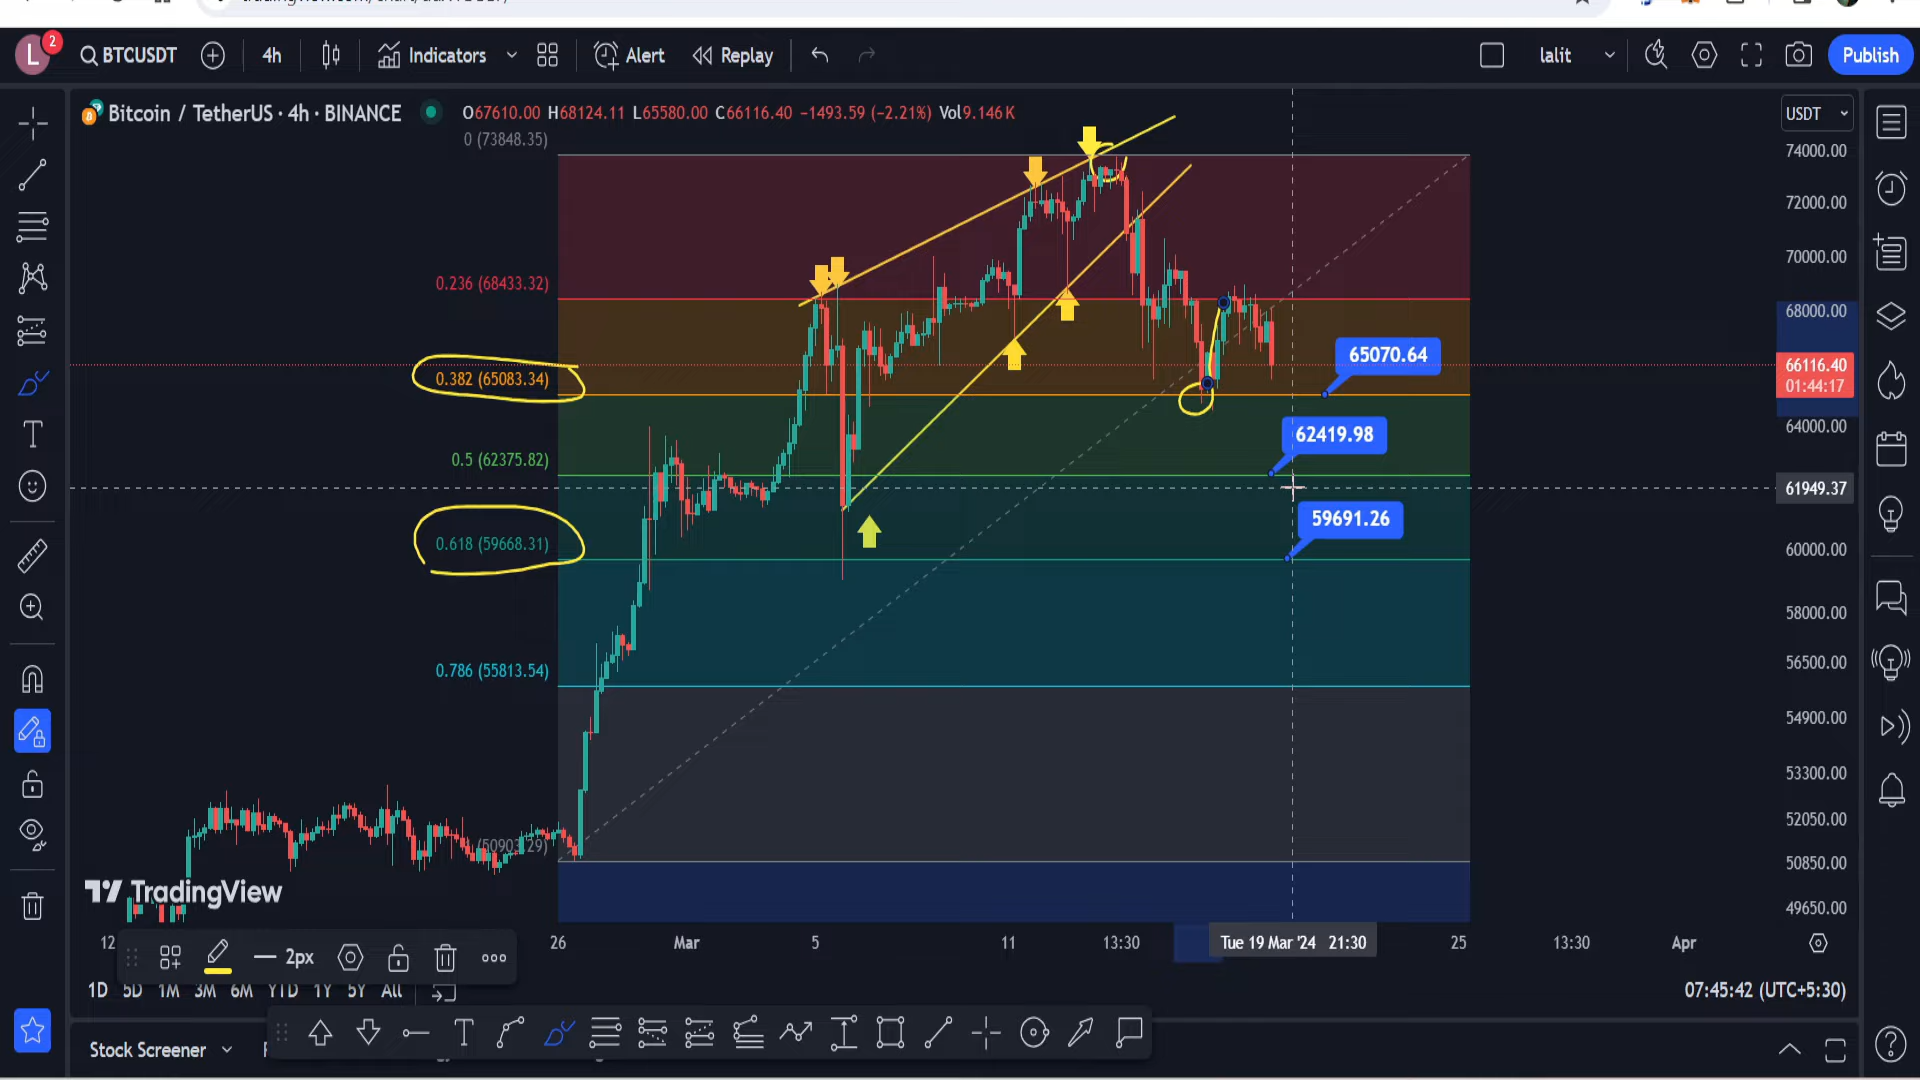 L
2
BTCUSDT
4h
Indicators
Alert
Replay
lalit
Publish
Bitcoin / TetherUS · 4h · BINANCE
O67610.00 H68124.11 L65580.00 C66116.40 −1493.59 (−2.21%) Vol9.146K
USDT
0 (73848.35)
0.236 (68433.32)
0.382 (65083.34)
0.5 (62375.82)
0.618 (59668.31)
0.786 (55813.54)
(50903.29)
65070.64
62419.98
59691.26
74000.00
72000.00
70000.00
68000.00
66116.40
01:44:17
64000.00
61949.37
60000.00
58000.00
56500.00
54900.00
53300.00
52050.00
50850.00
49650.00
TradingView
12
26
Mar
5
11
13:30
Tue 19 Mar '24 21:30
25
13:30
Apr
2px
1D 5D 1M 3M 6M YTD 1Y 5Y All
07:45:42 (UTC+5:30)
T
T
Stock Screener